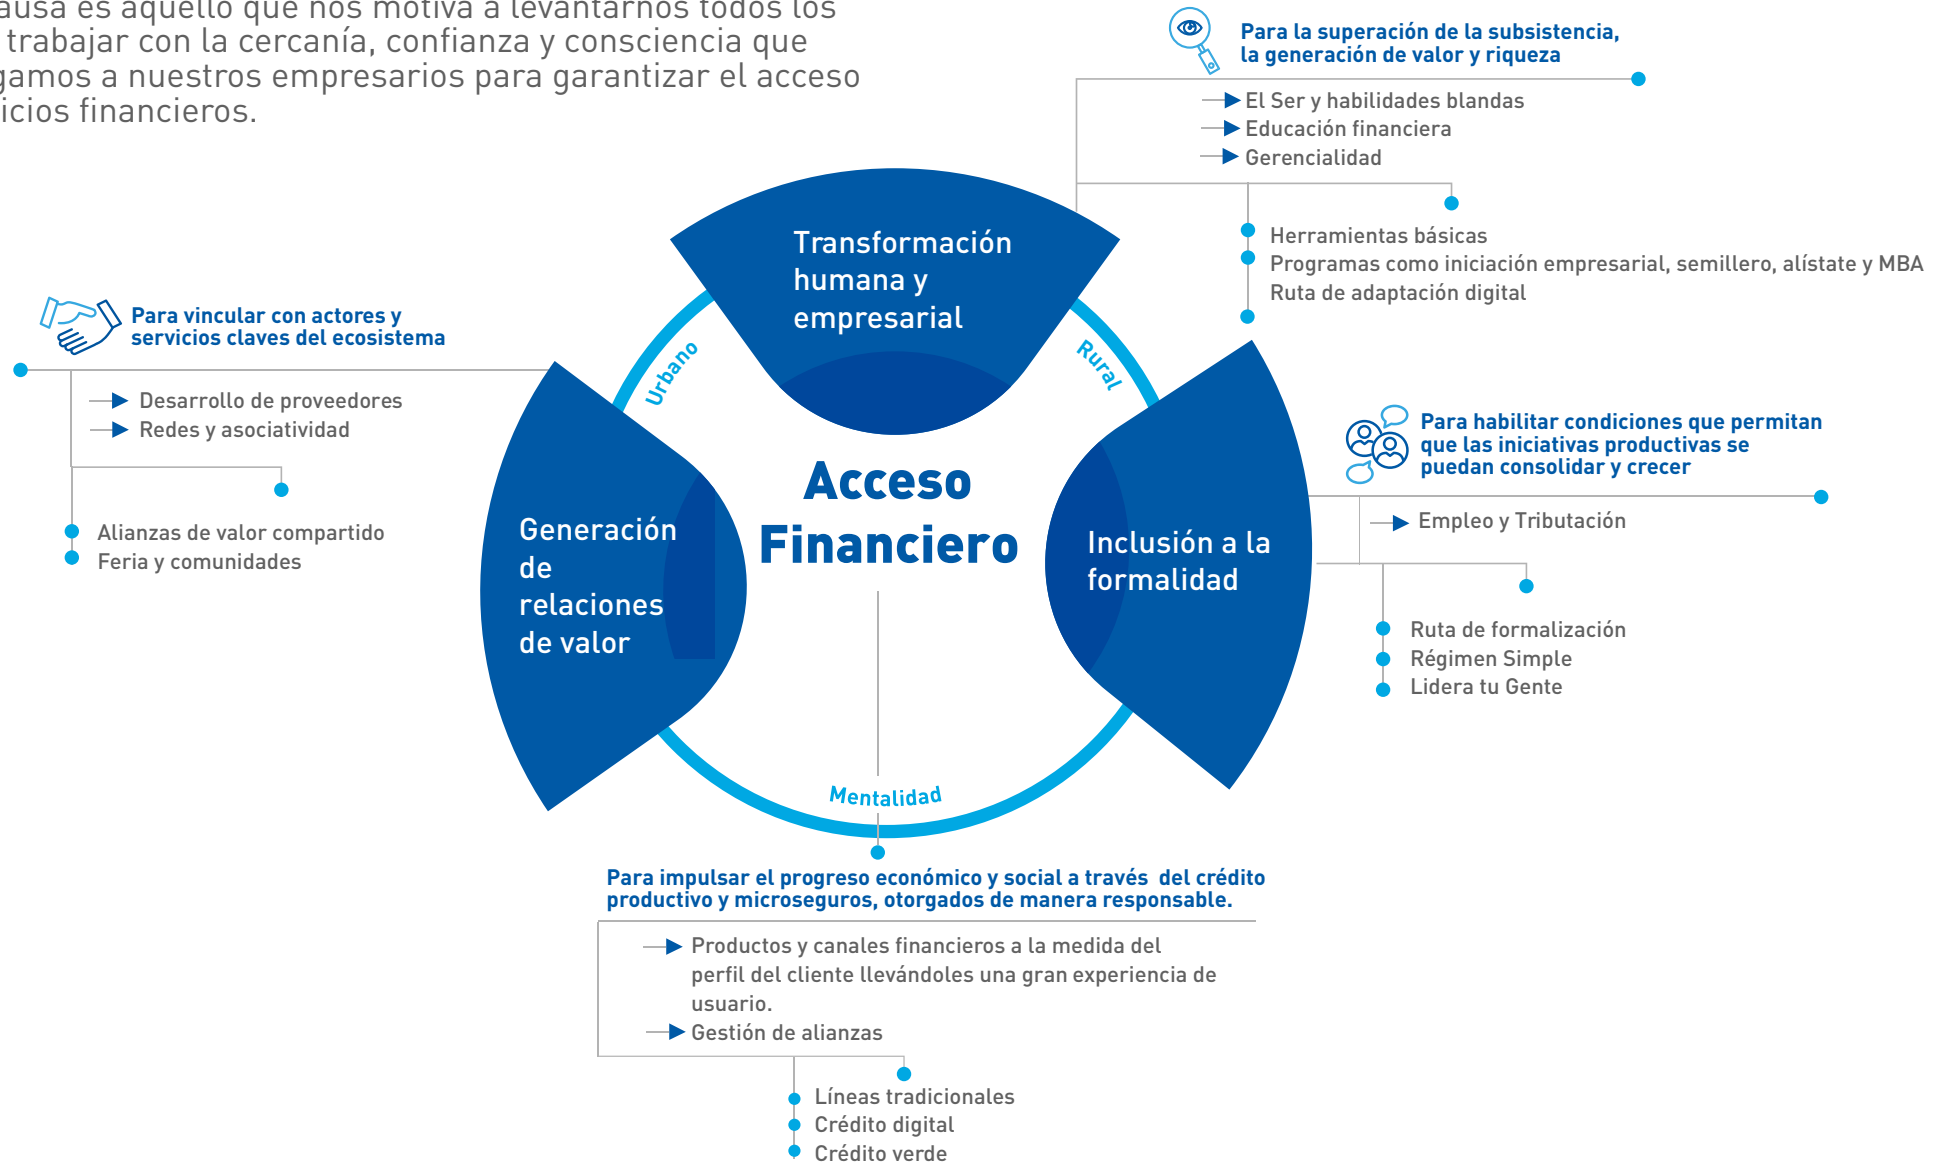 ausa es aquello que nos motiva a levantarnos todos los
trabajar con la cercanía, confianza y consciencia que
gamos a nuestros empresarios para garantizar el acceso
icios financieros.
Para la superación de la subsistencia,
la generación de valor y riqueza
El Ser y habilidades blandas
Educación financiera
Gerencialidad
Herramientas básicas
Programas como iniciación empresarial, semillero, alístate y MBA
Ruta de adaptación digital
Transformación
humana y
empresarial
Para vincular con actores y
servicios claves del ecosistema
Desarrollo de proveedores
Redes y asociatividad
Alianzas de valor compartido
Feria y comunidades
Urbano
Rural
Acceso
Financiero
Generación
de
relaciones
de valor
Inclusión a la
formalidad
Para habilitar condiciones que permitan
que las iniciativas productivas se
puedan consolidar y crecer
Empleo y Tributación
Ruta de formalización
Régimen Simple
Lidera tu Gente
Mentalidad
Para impulsar el progreso económico y social a través del crédito
productivo y microseguros, otorgados de manera responsable.
Productos y canales financieros a la medida del
perfil del cliente llevándoles una gran experiencia de
usuario.
Gestión de alianzas
Líneas tradicionales
Crédito digital
Crédito verde